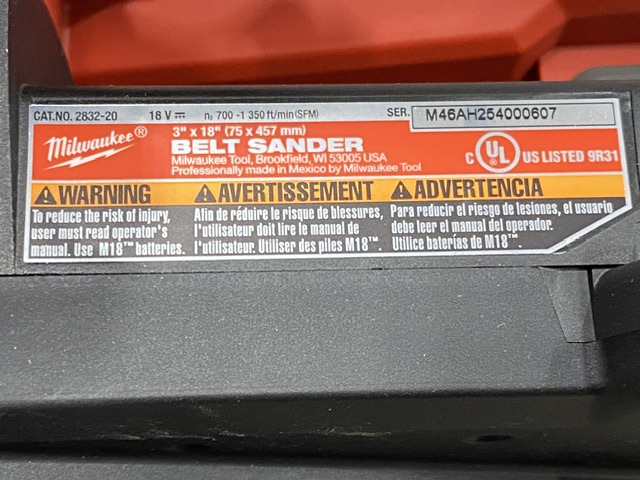 CAT.NO. 2832-20 18 V⎓ n₀ 700 -1 350 ft/min(SFM) SER. M46AH254000607
Milwaukee®
3" x 18" (75 x 457 mm)
BELT SANDER
Milwaukee Tool, Brookfield, WI 53005 USA
Professionally made in Mexico by Milwaukee Tool
C UL ® US LISTED 9R31
WARNING
To reduce the risk of injury,
user must read operator's
manual. Use M18™ batteries.
AVERTISSEMENT
Afin de réduire le risque de blessures,
l'utilisateur doit lire le manuel de
l'utilisateur. Utiliser des piles M18™.
ADVERTENCIA
Para reducir el riesgo de lesiones, el usuario
debe leer el manual del operador.
Utilice baterías de M18™.